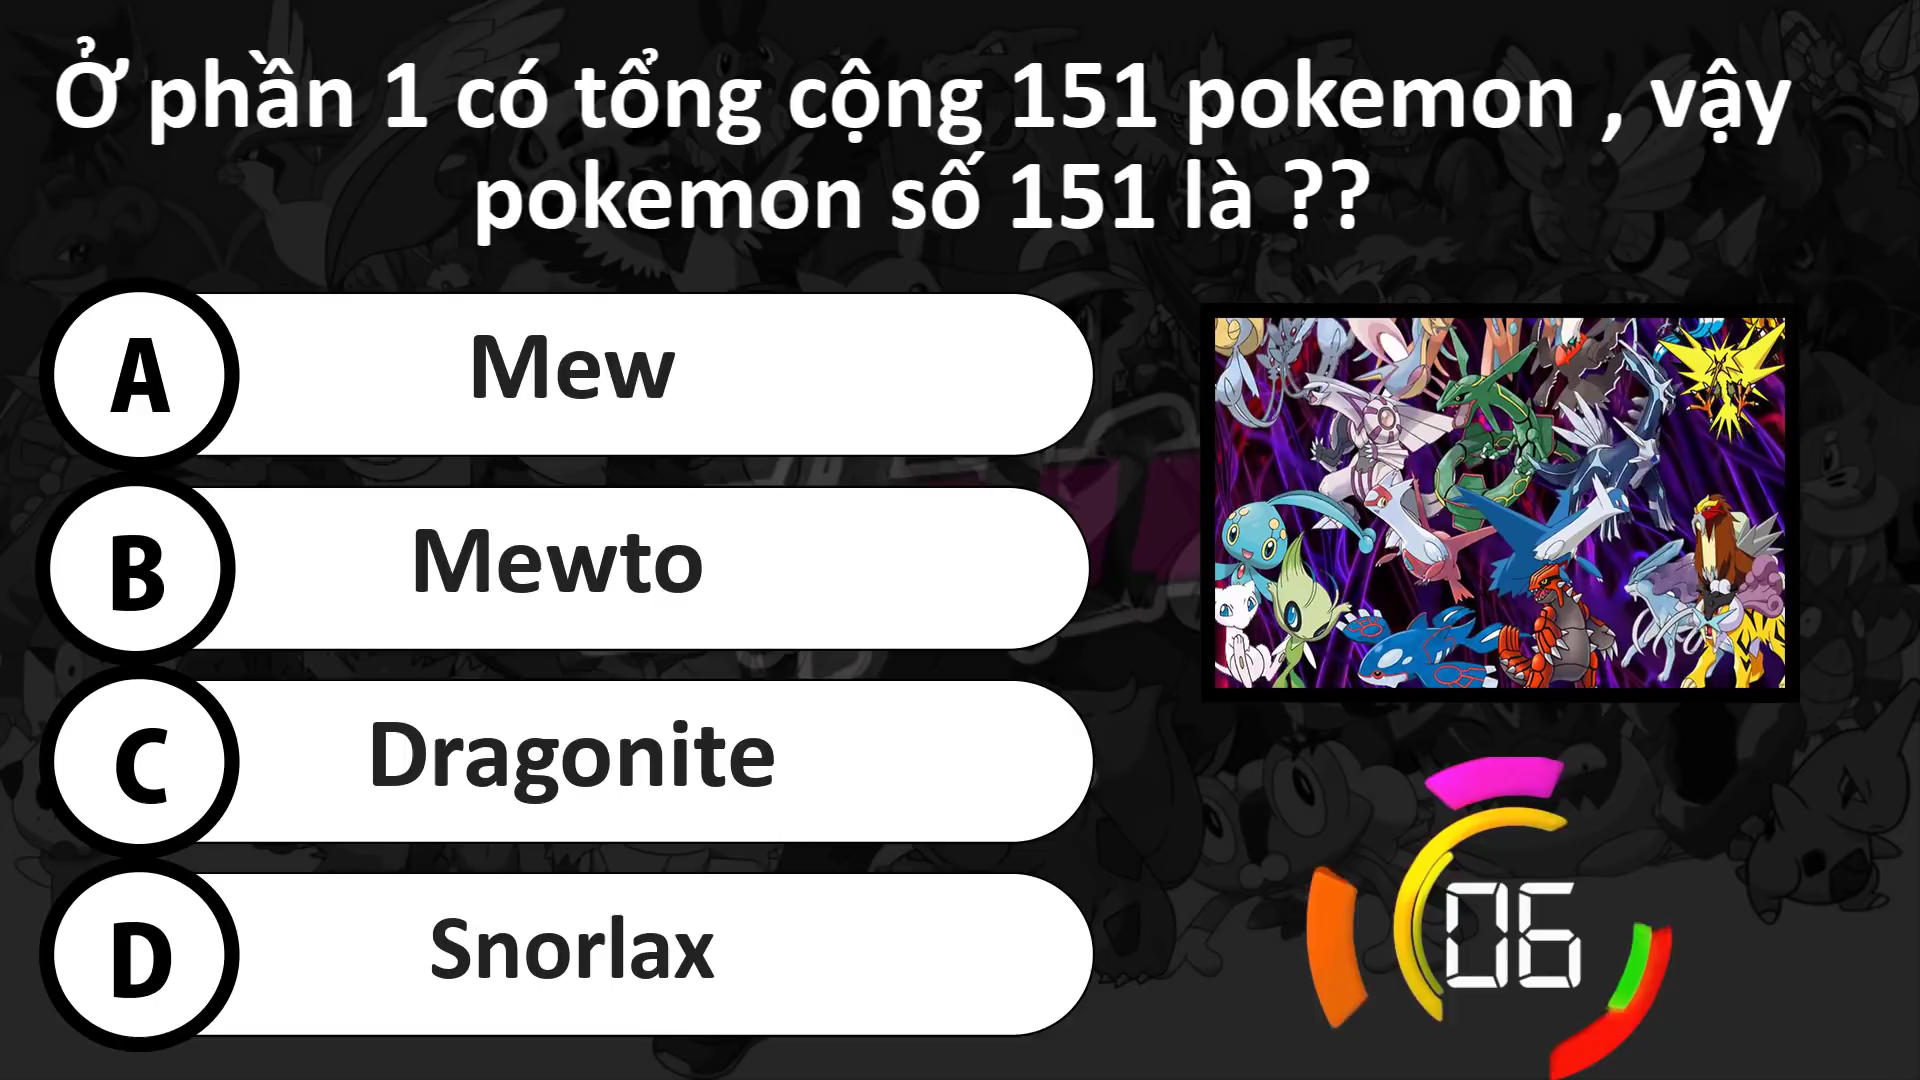 Ở phần 1 có tổng cộng 151 pokemon , vậy
pokemon số 151 là ??
A Mew
B Mewto
C Dragonite
D Snorlax
06